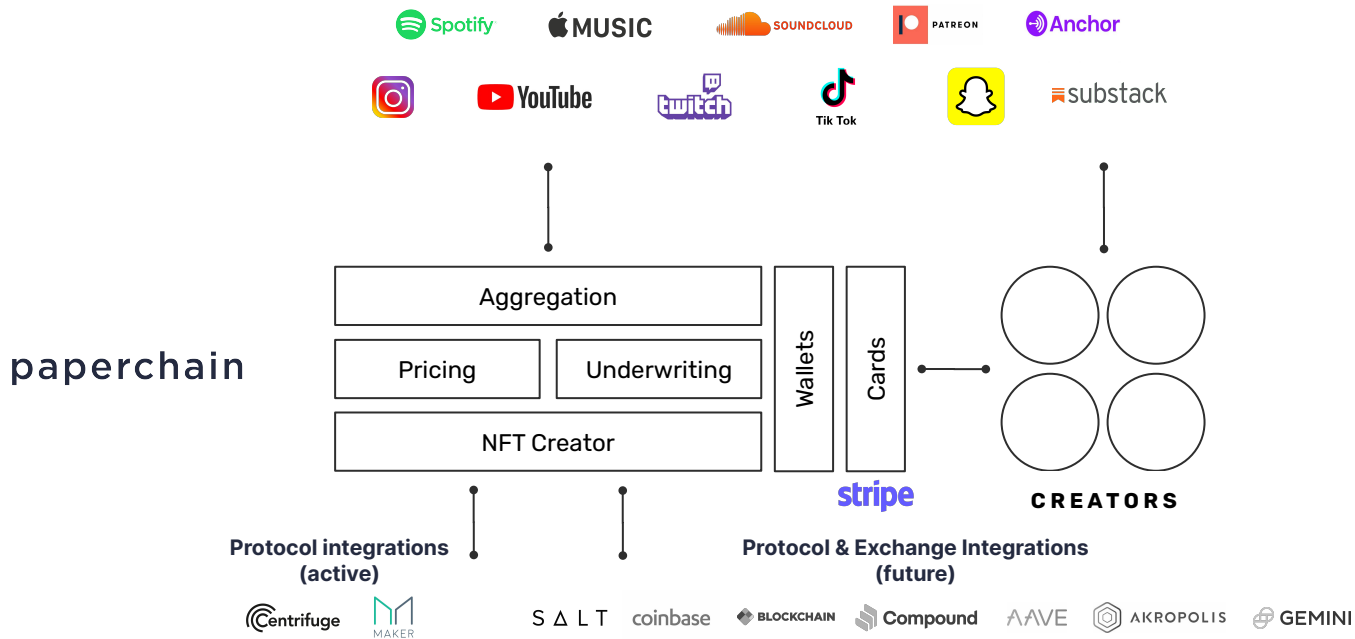 Spotify
MUSIC
SOUNDCLOUD
PATREON
Anchor
YouTube
twitch
Tik Tok
substack
Aggregation
Pricing
Underwriting
Wallets
Cards
paperchain
NFT Creator
stripe
CREATORS
Protocol integrations
(active)
Protocol & Exchange Integrations
(future)
Centrifuge
MAKER
SALT
coinbase
BLOCKCHAIN
Compound
AAVE
AKROPOLIS
GEMINI